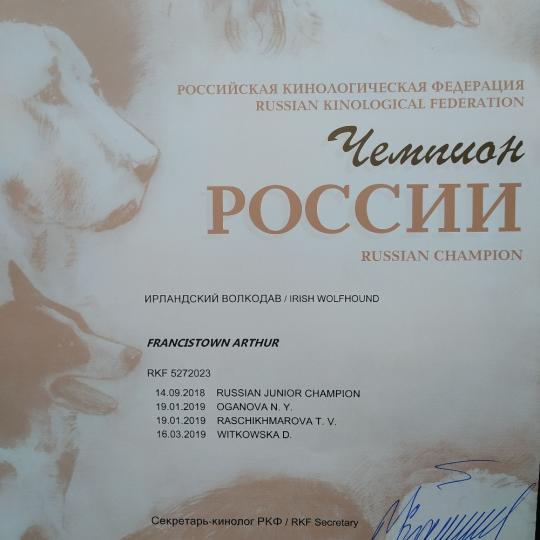 РОССИЙСКАЯ КИНОЛОГИЧЕСКАЯ ФЕДЕРАЦИЯ
RUSSIAN KINOLOGICAL FEDERATION
Чемпион
РОССИИ
RUSSIAN CHAMPION
ИРЛАНДСКИЙ ВОЛКОДАВ / IRISH WOLFHOUND
FRANCISTOWN ARTHUR
RKF 5272023
14.09.2018 RUSSIAN JUNIOR CHAMPION
19.01.2019 OGANOVA N. Y.
19.01.2019 RASCHIKHMAROVA T. V.
16.03.2019 WITKOWSKA D.
Секретарь-кинолог РКФ / RKF Secretary